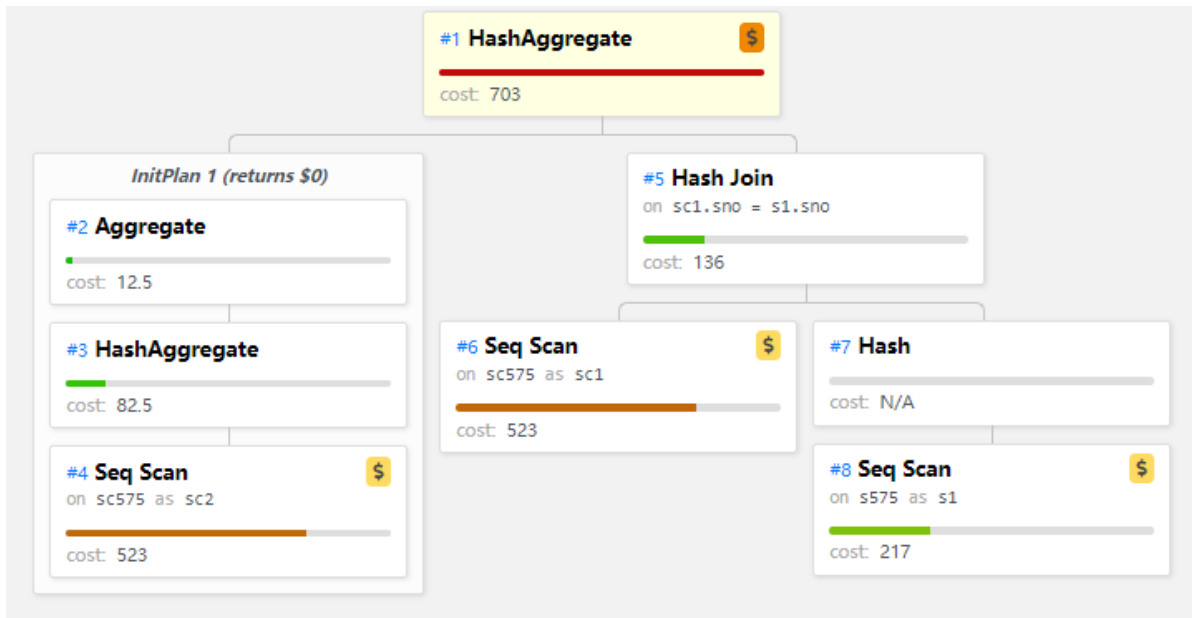 #1 HashAggregate $
cost: 703
InitPlan 1 (returns $0)
#2 Aggregate
cost: 12.5
#3 HashAggregate
cost: 82.5
#4 Seq Scan $
on sc575 as sc2
cost: 523
#5 Hash Join
on sc1.sno = s1.sno
cost: 136
#6 Seq Scan $
on sc575 as sc1
cost: 523
#7 Hash
cost: N/A
#8 Seq Scan $
on s575 as s1
cost: 217